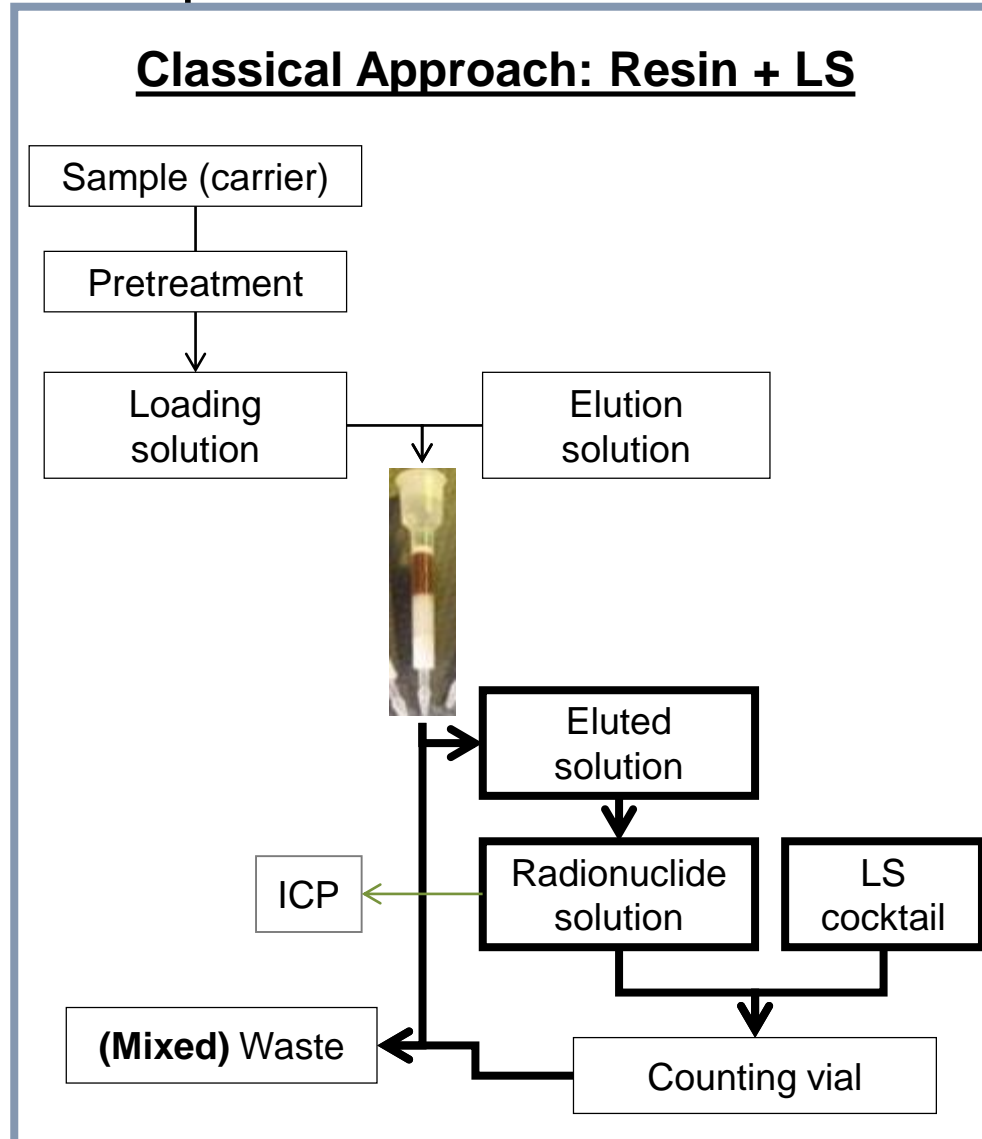 Classical Approach: Resin + LS
Sample (carrier)
Pretreatment
Loading
solution
Elution
solution
Eluted
solution
Radionuclide
solution
LS
cocktail
ICP
(Mixed) Waste
Counting vial